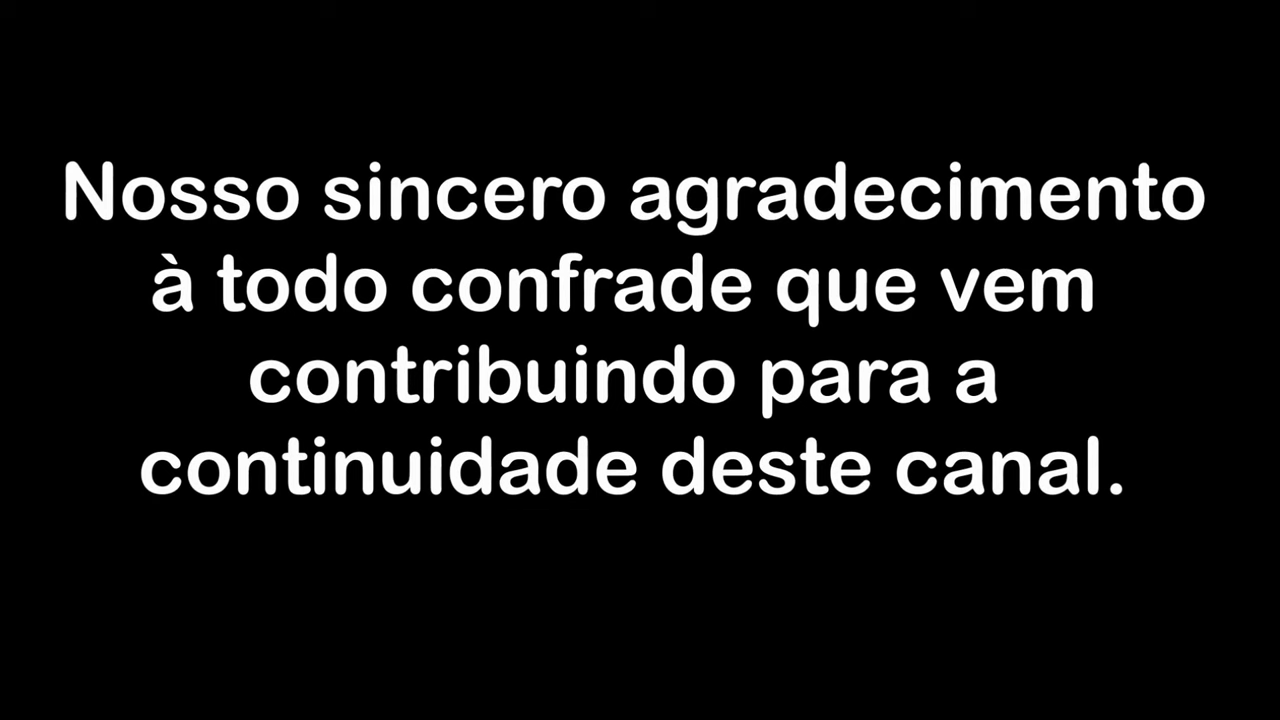 Nosso sincero agradecimento
à todo confrade que vem
contribuindo para a
continuidade deste canal.